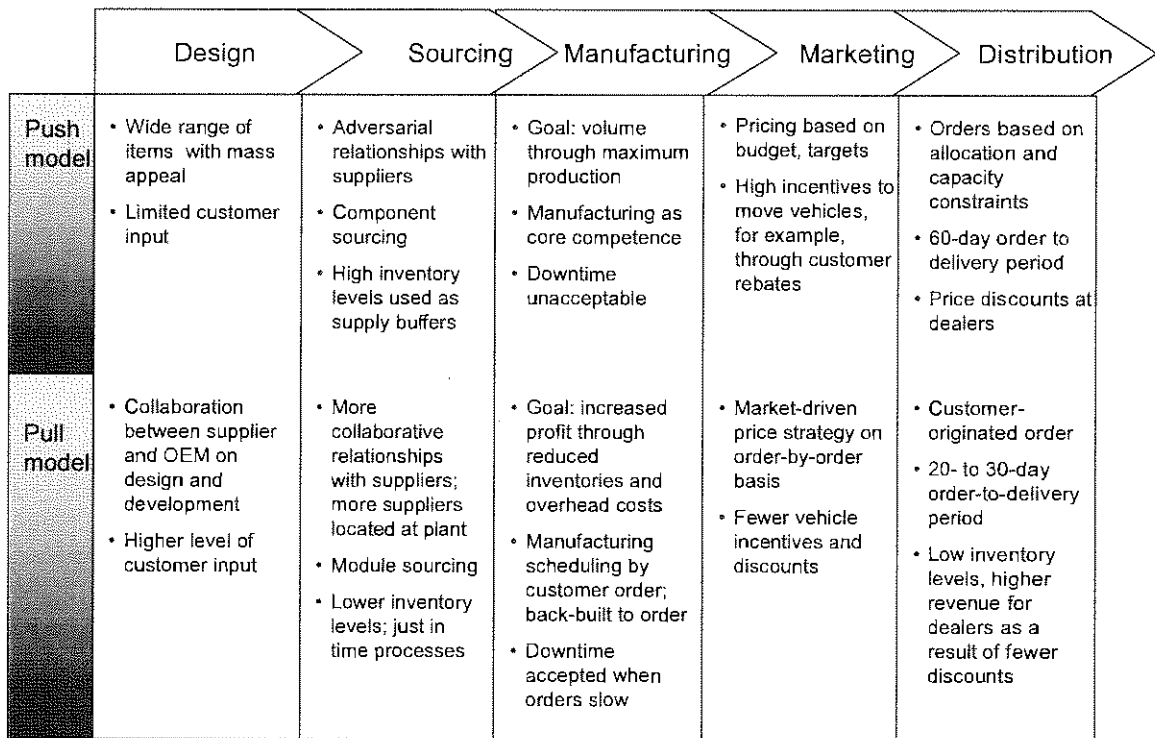 Design
Sourcing
Manufacturing
Marketing
Distribution
Push
model
• Wide range of
items with mass
appeal
• Limited customer
input
• Adversarial
relationships with
suppliers
• Component
sourcing
• High inventory
levels used as
supply buffers
• Goal: volume
through maximum
production
• Manufacturing as
core competence
• Downtime
unacceptable
• Pricing based on
budget, targets
• High incentives to
move vehicles,
for example,
through customer
rebates
• Orders based on
allocation and
capacity
constraints
• 60-day order to
delivery period
• Price discounts at
dealers
Pull
model
• Collaboration
between supplier
and OEM on
design and
development
• Higher level of
customer input
• More
collaborative
relationships
with suppliers;
more suppliers
located at plant
• Module sourcing
• Lower inventory
levels; just in
time processes
• Goal: increased
profit through
reduced
inventories and
overhead costs
• Manufacturing
scheduling by
customer order;
back-built to order
• Downtime
accepted when
orders slow
• Market-driven
price strategy on
order-by-order
basis
• Fewer vehicle
incentives and
discounts
• Customer-
originated order
• 20- to 30-day
order-to-delivery
period
• Low inventory
levels, higher
revenue for
dealers as a
result of fewer
discounts